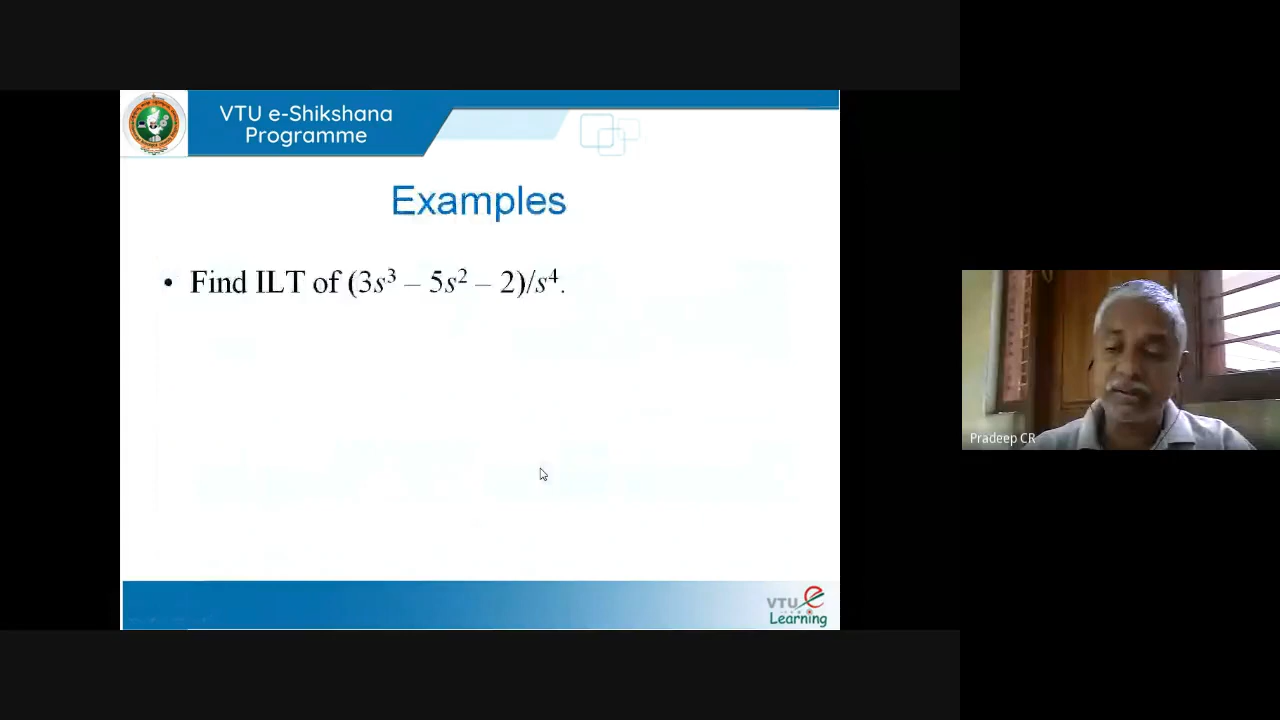 VTU e-Shikshana
Programme
Examples
• Find ILT of (3s³ – 5s² – 2)/s⁴.
Pradeep CR
VTU e
Learning